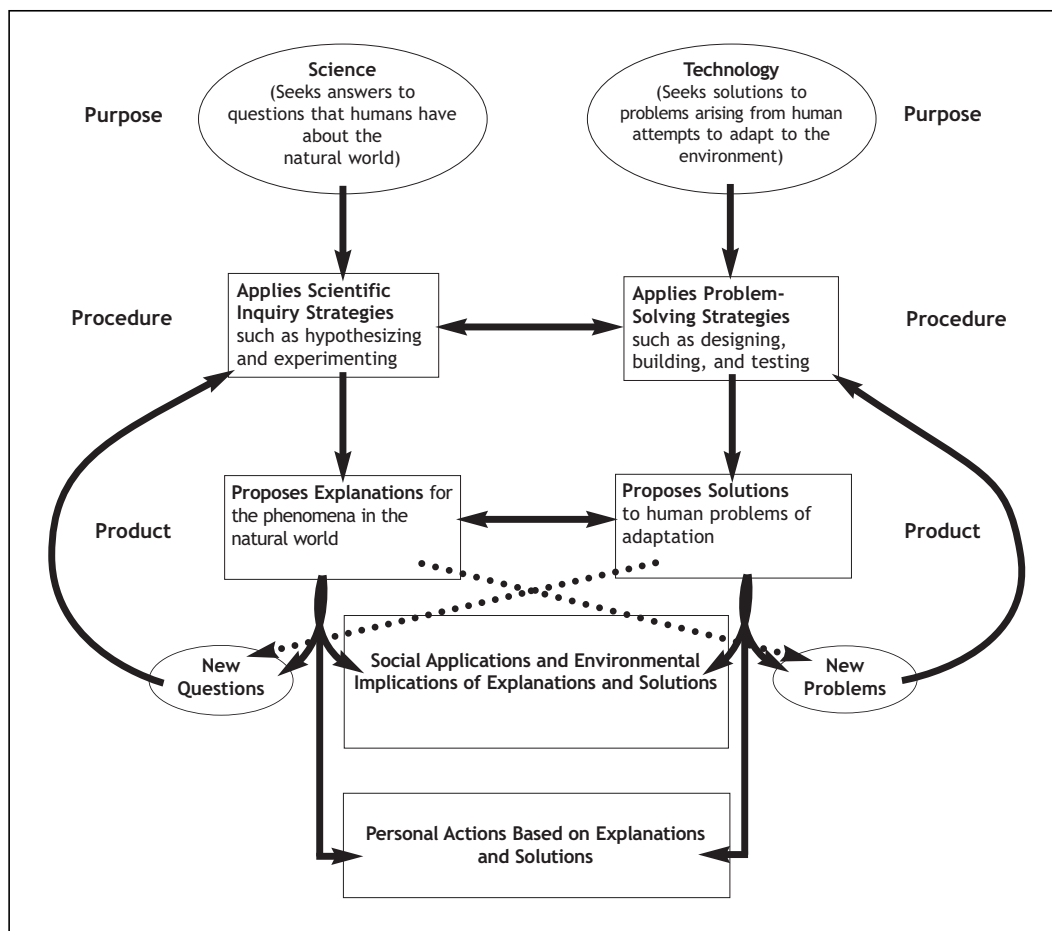 Science
(Seeks answers to
questions that humans have
about the
natural world)
Technology
(Seeks solutions to
problems arising from human
attempts to adapt to the
environment)
Purpose
Purpose
Applies Scientific
Inquiry Strategies
such as hypothesizing
and experimenting
Applies Problem-
Solving Strategies
such as designing,
building, and testing
Procedure
Procedure
Proposes Explanations for
the phenomena in the
natural world
Proposes Solutions
to human problems of
adaptation
Product
Product
New
Questions
Social Applications and Environmental
Implications of Explanations and Solutions
New
Problems
Personal Actions Based on Explanations
and Solutions